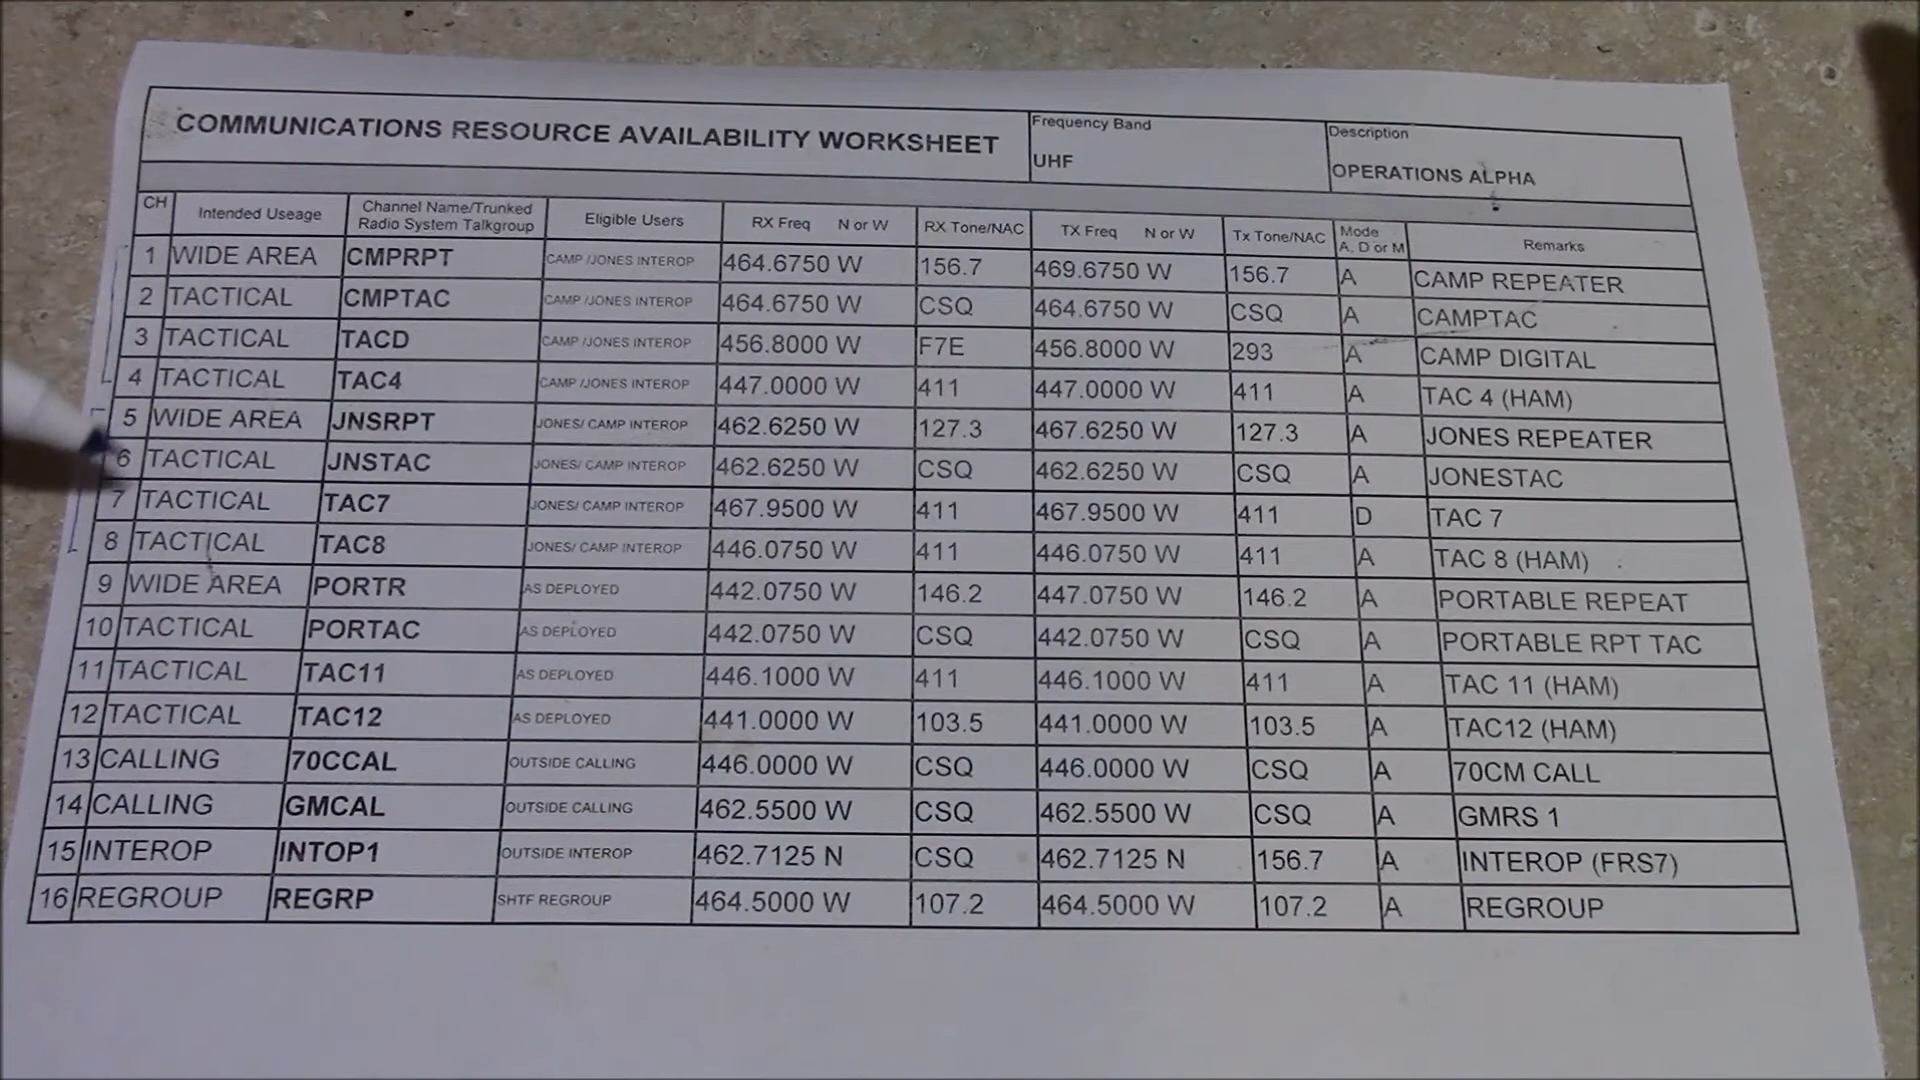 COMMUNICATIONS RESOURCE AVAILABILITY WORKSHEET
Frequency Band
UHF
Description
OPERATIONS ALPHA
CH Intended Useage Channel Name/Trunked Radio System Talkgroup Eligible Users RX Freq N or W RX Tone/NAC TX Freq N or W Tx Tone/NAC Mode A, D or M Remarks
1 WIDE AREA CMPRPT CAMP /JONES INTEROP 464.6750 W 156.7 469.6750 W 156.7 A CAMP REPEATER
2 TACTICAL CMPTAC CAMP /JONES INTEROP 464.6750 W CSQ 464.6750 W CSQ A CAMPTAC
3 TACTICAL TACD CAMP /JONES INTEROP 456.8000 W F7E 456.8000 W 293 A CAMP DIGITAL
4 TACTICAL TAC4 CAMP /JONES INTEROP 447.0000 W 411 447.0000 W 411 A TAC 4 (HAM)
5 WIDE AREA JNSRPT JONES/ CAMP INTEROP 462.6250 W 127.3 467.6250 W 127.3 A JONES REPEATER
6 TACTICAL JNSTAC JONES/ CAMP INTEROP 462.6250 W CSQ 462.6250 W CSQ A JONESTAC
7 TACTICAL TAC7 JONES/ CAMP INTEROP 467.9500 W 411 467.9500 W 411 D TAC 7
8 TACTICAL TAC8 JONES/ CAMP INTEROP 446.0750 W 411 446.0750 W 411 A TAC 8 (HAM)
9 WIDE AREA PORTR AS DEPLOYED 442.0750 W 146.2 447.0750 W 146.2 A PORTABLE REPEAT
10 TACTICAL PORTAC AS DEPLOYED 442.0750 W CSQ 442.0750 W CSQ A PORTABLE RPT TAC
11 TACTICAL TAC11 AS DEPLOYED 446.1000 W 411 446.1000 W 411 A TAC 11 (HAM)
12 TACTICAL TAC12 AS DEPLOYED 441.0000 W 103.5 441.0000 W 103.5 A TAC12 (HAM)
13 CALLING 70CCAL OUTSIDE CALLING 446.0000 W CSQ 446.0000 W CSQ A 70CM CALL
14 CALLING GMCAL OUTSIDE CALLING 462.5500 W CSQ 462.5500 W CSQ A GMRS 1
15 INTEROP INTOP1 OUTSIDE INTEROP 462.7125 N CSQ 462.7125 N 156.7 A INTEROP (FRS7)
16 REGROUP REGRP SHTF REGROUP 464.5000 W 107.2 464.5000 W 107.2 A REGROUP